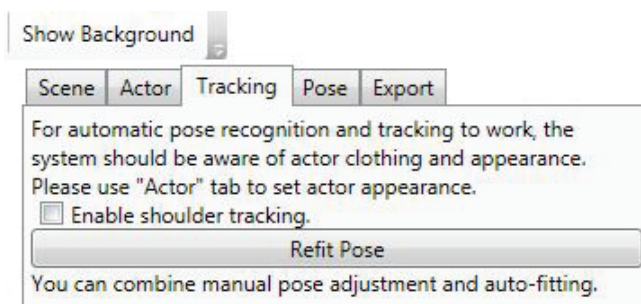 Show Background
Scene Actor Tracking Pose Export
For automatic pose recognition and tracking to work, the
system should be aware of actor clothing and appearance.
Please use "Actor" tab to set actor appearance.
Enable shoulder tracking.
Refit Pose
You can combine manual pose adjustment and auto-fitting.